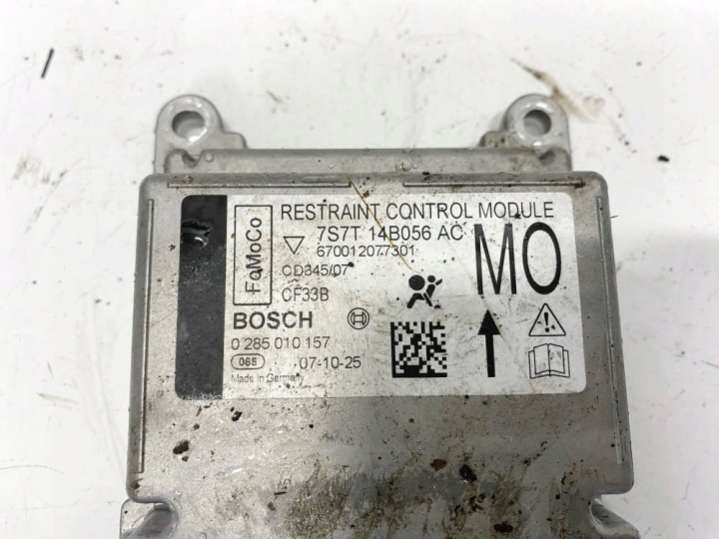 FoMoCo
RESTRAINT CONTROL MODULE
7S7T 14B056 AC
670012077301
CD345/07
CF33B
MO
BOSCH
0 285 010 157
065 07-10-25
Made in Germany